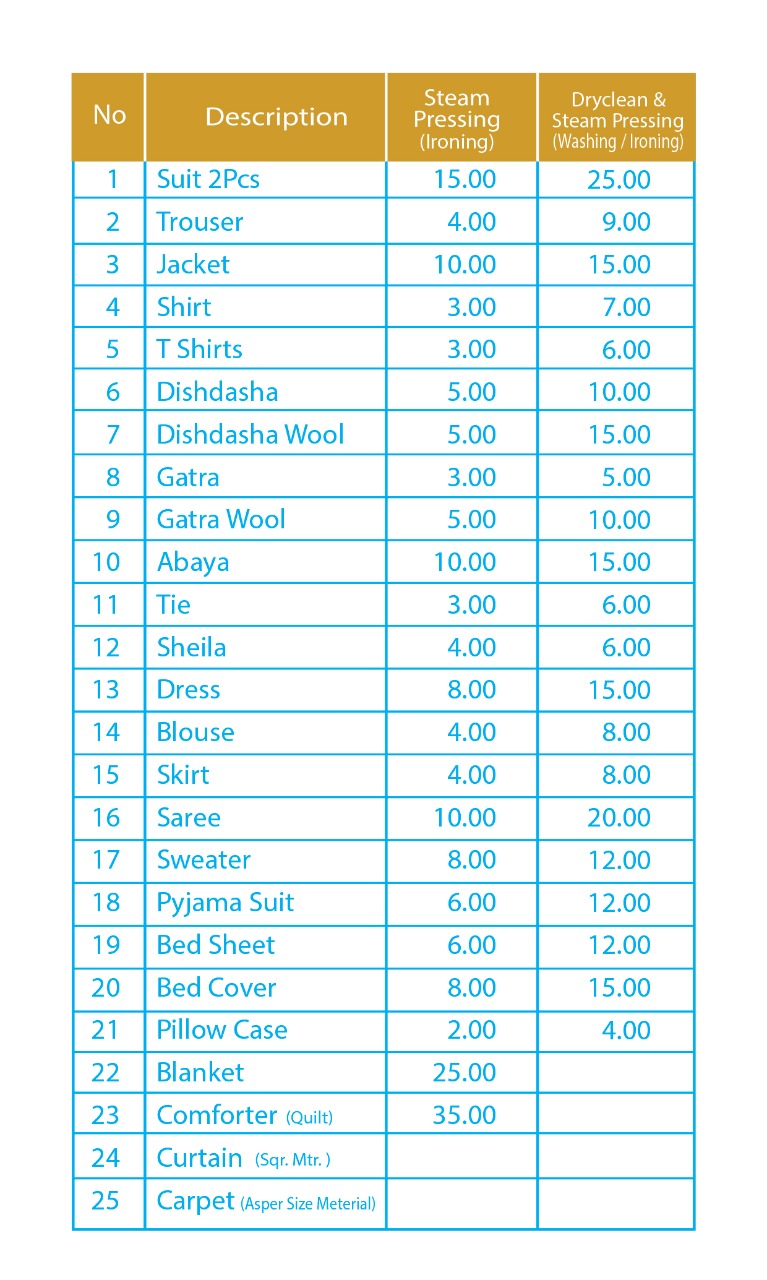 No Description Steam Pressing (Ironing) Dryclean & Steam Pressing (Washing / Ironing)
1 Suit 2Pcs 15.00 25.00
2 Trouser 4.00 9.00
3 Jacket 10.00 15.00
4 Shirt 3.00 7.00
5 T Shirts 3.00 6.00
6 Dishdasha 5.00 10.00
7 Dishdasha Wool 5.00 15.00
8 Gatra 3.00 5.00
9 Gatra Wool 5.00 10.00
10 Abaya 10.00 15.00
11 Tie 3.00 6.00
12 Sheila 4.00 6.00
13 Dress 8.00 15.00
14 Blouse 4.00 8.00
15 Skirt 4.00 8.00
16 Saree 10.00 20.00
17 Sweater 8.00 12.00
18 Pyjama Suit 6.00 12.00
19 Bed Sheet 6.00 12.00
20 Bed Cover 8.00 15.00
21 Pillow Case 2.00 4.00
22 Blanket 25.00
23 Comforter (Quilt) 35.00
24 Curtain (Sqr. Mtr. )
25 Carpet (Asper Size Meterial)